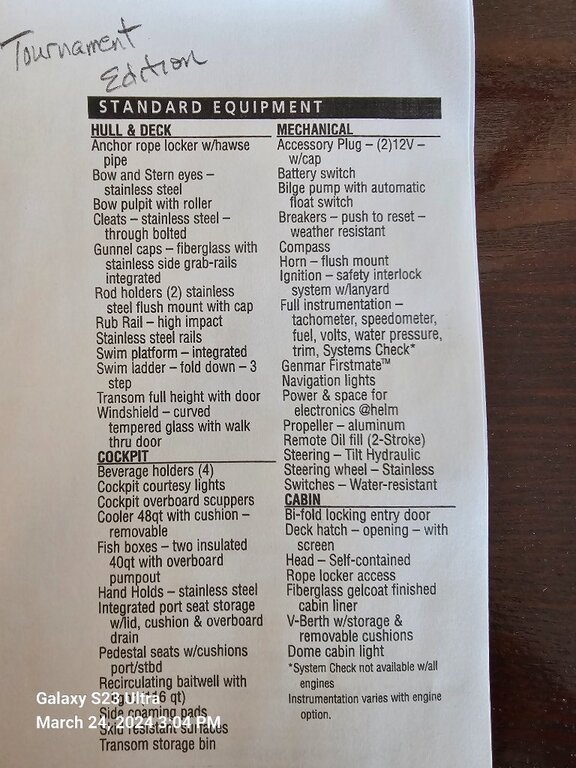 Tournament
Edition
STANDARD EQUIPMENT
HULL & DECK
Anchor rope locker w/hawse
pipe
Bow and Stern eyes –
stainless steel
Bow pulpit with roller
Cleats – stainless steel –
through bolted
Gunnel caps – fiberglass with
stainless side grab-rails
integrated
Rod holders (2) stainless
steel flush mount with cap
Rub Rail – high impact
Stainless steel rails
Swim platform – integrated
Swim ladder – fold down – 3
step
Transom full height with door
Windshield – curved
tempered glass with walk
thru door
COCKPIT
Beverage holders (4)
Cockpit courtesy lights
Cockpit overboard scuppers
Cooler 48qt with cushion –
removable
Fish boxes – two insulated
40qt with overboard
pumpout
Hand Holds – stainless steel
Integrated port seat storage
w/lid, cushion & overboard
drain
Pedestal seats w/cushions
port/stbd
Recirculating baitwell with
qt)
Side coaming pads
Skid resistant surfaces
Transom storage bin
MECHANICAL
Accessory Plug – (2)12V –
w/cap
Battery switch
Bilge pump with automatic
float switch
Breakers – push to reset –
weather resistant
Compass
Horn – flush mount
Ignition – safety interlock
system w/lanyard
Full instrumentation –
tachometer, speedometer,
fuel, volts, water pressure,
trim, Systems Check*
Genmar Firstmate™
Navigation lights
Power & space for
electronics @helm
Propeller – aluminum
Remote Oil fill (2-Stroke)
Steering – Tilt Hydraulic
Steering wheel – Stainless
Switches – Water-resistant
CABIN
Bi-fold locking entry door
Deck hatch – opening – with
screen
Head – Self-contained
Rope locker access
Fiberglass gelcoat finished
cabin liner
V-Berth w/storage &
removable cushions
Dome cabin light
*System Check not available w/all
engines
Instrumentation varies with engine
option.
Galaxy S23 Ultra
March 24, 2024 3:04 PM